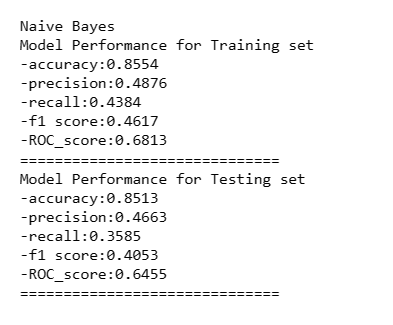 Naive Bayes
Model Performance for Training set
-accuracy:0.8554
-precision:0.4876
-recall:0.4384
-f1 score:0.4617
-ROC_score:0.6813
==============================
Model Performance for Testing set
-accuracy:0.8513
-precision:0.4663
-recall:0.3585
-f1 score:0.4053
-ROC_score:0.6455
==============================